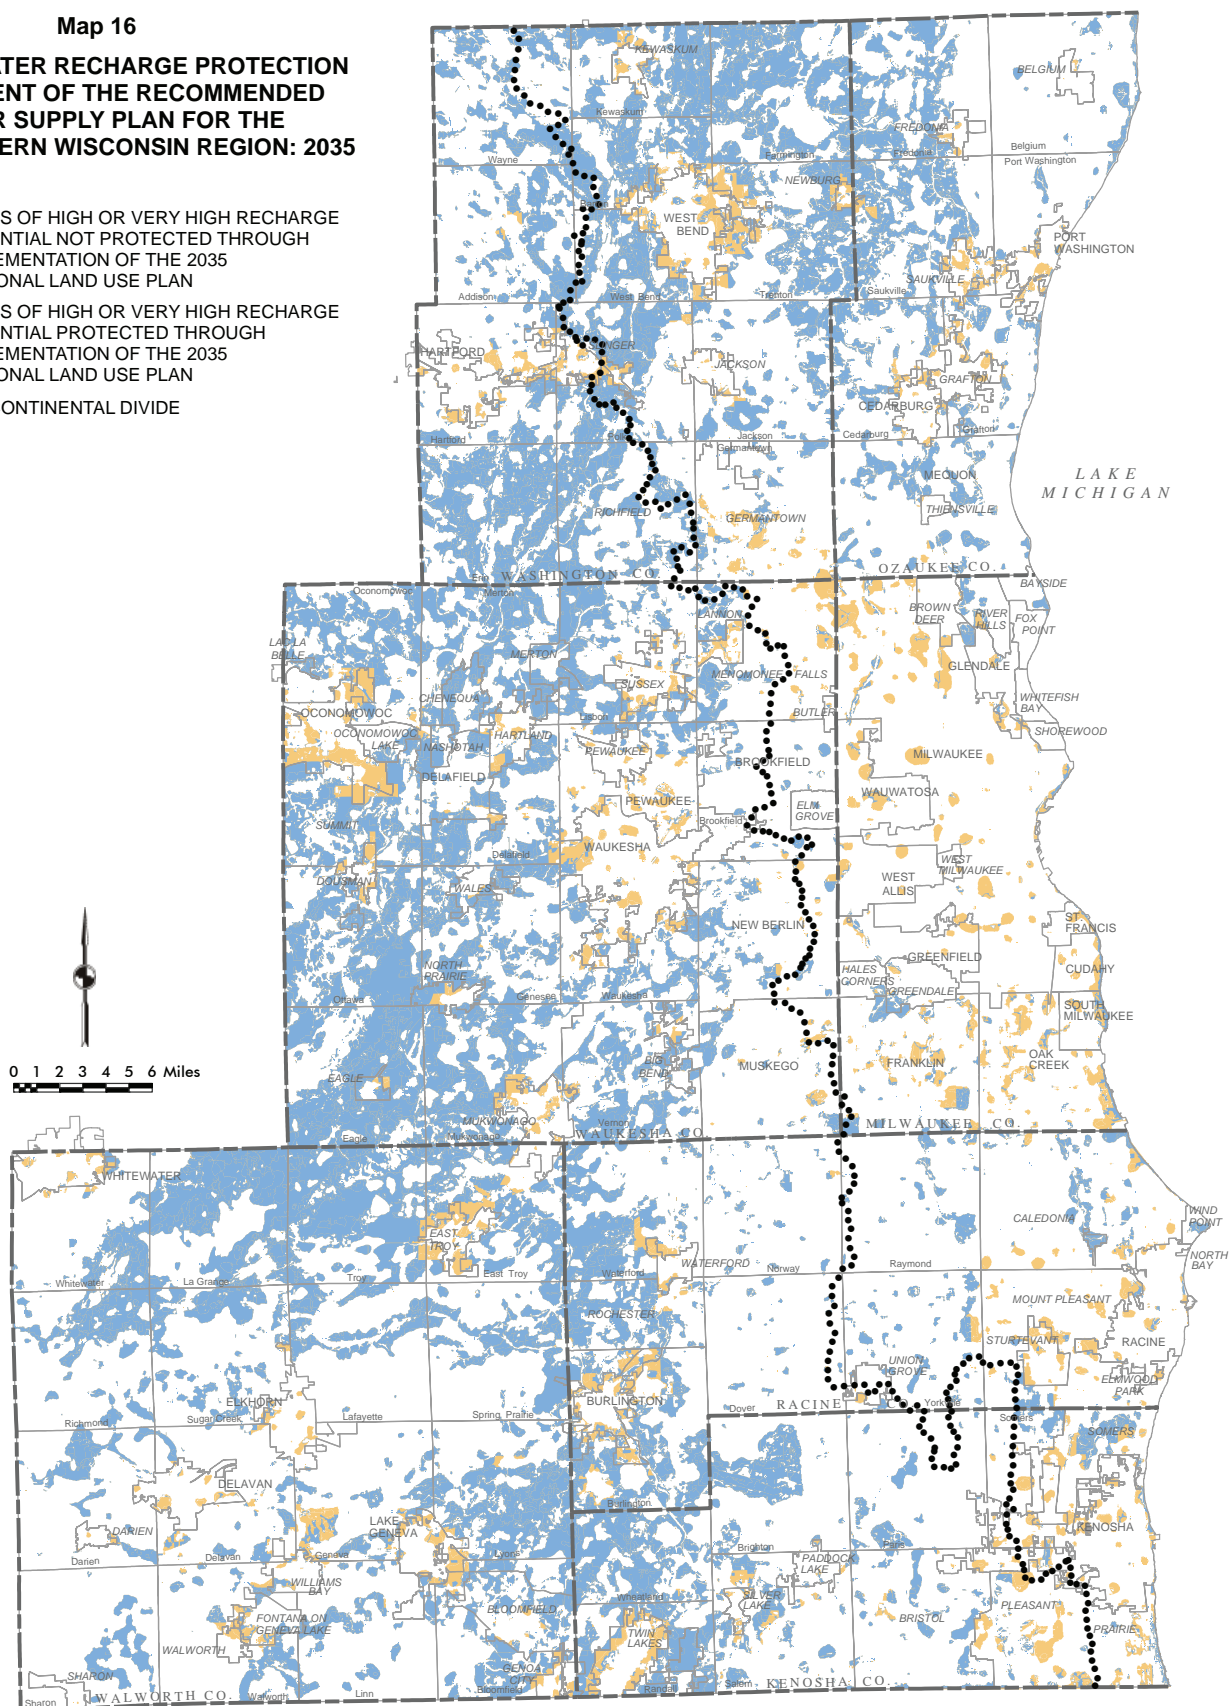 Map 16
ATER RECHARGE PROTECTION
ENT OF THE RECOMMENDED
R SUPPLY PLAN FOR THE
ERN WISCONSIN REGION: 2035
S OF HIGH OR VERY HIGH RECHARGE
NTIAL NOT PROTECTED THROUGH
EMENTATION OF THE 2035
ONAL LAND USE PLAN
S OF HIGH OR VERY HIGH RECHARGE
NTIAL PROTECTED THROUGH
EMENTATION OF THE 2035
ONAL LAND USE PLAN
ONTINENTAL DIVIDE
KEWASKUM
BELGIUM
Kewaskum
FREDONIA
Wayne
Farmington
Fredonia
Belgium
Port Washington
NEWBURG
Barton
WEST
BEND
PORT
WASHINGTON
SAUKVILLE
Addison
West Bend
Trenton
Saukville
HARTFORD
SLINGER
JACKSON
GRAFTON
CEDARBURG
Hartford
Polk
Jackson
Germantown
Cedarburg
Grafton
MEQUON
LAKE
MICHIGAN
RICHFIELD
GERMANTOWN
THIENSVILLE
Erin
WASHINGTON CO.
OZAUKEE CO.
Oconomowoc
Merton
BAYSIDE
LANNON
BROWN
DEER
RIVER
HILLS
FOX
POINT
LAC LA
BELLE
MERTON
MENOMONEE FALLS
GLENDALE
CHENEQUA
SUSSEX
WHITEFISH
BAY
OCONOMOWOC
Lisbon
BUTLER
SHOREWOOD
OCONOMOWOC
LAKE
NASHOTAH
HARTLAND
PEWAUKEE
BROOKFIELD
MILWAUKEE
DELAFIELD
WAUWATOSA
PEWAUKEE
ELM
GROVE
SUMMIT
Brookfield
WAUKESHA
Delafield
WEST
MILWAUKEE
DOUSMAN
WALES
WEST
ALLIS
NEW BERLIN
ST.
FRANCIS
GREENFIELD
NORTH
PRAIRIE
HALES
CORNERS
CUDAHY
GREENDALE
Ottawa
Genesee
Waukesha
SOUTH
MILWAUKEE
BIG
BEND
MUSKEGO
FRANKLIN
OAK
CREEK
EAGLE
0 1 2 3 4 5 6 Miles
MUKWONAGO
Vernon
Eagle
Mukwonago
WAUKESHA CO.
MILWAUKEE CO.
WHITEWATER
WIND
POINT
CALEDONIA
EAST
TROY
NORTH
BAY
WATERFORD
Whitewater
La Grange
Troy
East Troy
Waterford
Norway
Raymond
MOUNT PLEASANT
ROCHESTER
STURTEVANT
RACINE
UNION
GROVE
ELMWOOD
PARK
ELKHORN
BURLINGTON
Richmond
Sugar Creek
Lafayette
Spring Prairie
Dover
RACINE CO.
Yorkville
Somers
SOMERS
DELAVAN
Burlington
LAKE
GENEVA
KENOSHA
DARIEN
Darien
Delavan
Geneva
Lyons
Brighton
Paris
PADDOCK
LAKE
WILLIAMS
BAY
Wheatland
SILVER
LAKE
BLOOMFIELD
PLEASANT
PRAIRIE
BRISTOL
FONTANA ON
GENEVA LAKE
TWIN
LAKES
WALWORTH
GENOA
CITY
SHARON
Sharon
WALWORTH CO.
Walworth
Linn
Bloomfield
Randall
Salem
KENOSHA CO.